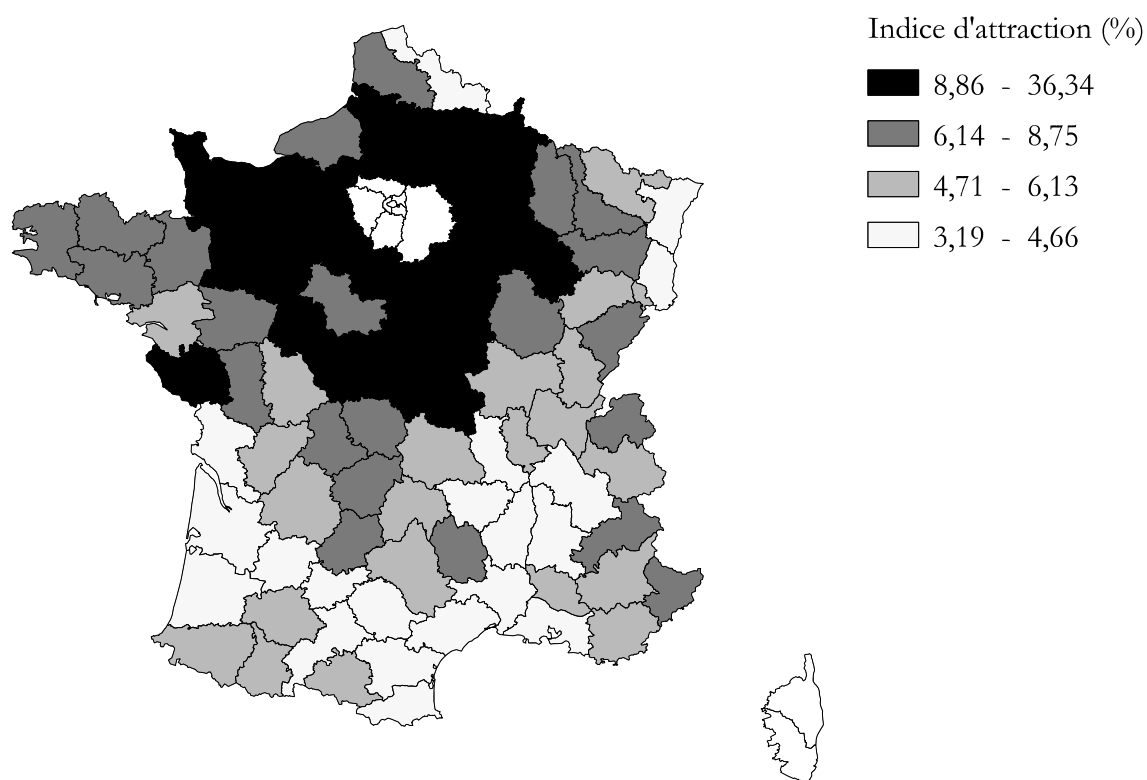 Indice d'attraction (%)
8,86 - 36,34
6,14 - 8,75
4,71 - 6,13
3,19 - 4,66